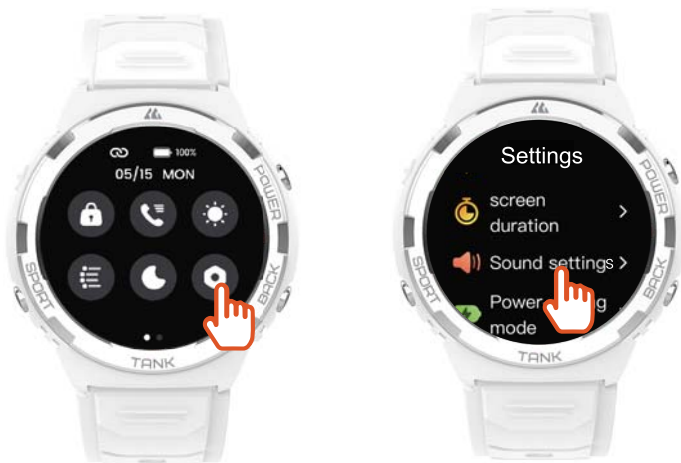 100%
05/15 MON
POWER
BACK
SPORT
TANK
Settings
screen
duration
Sound settings
Power
g
mode
POWER
BACK
SPORT
TANK